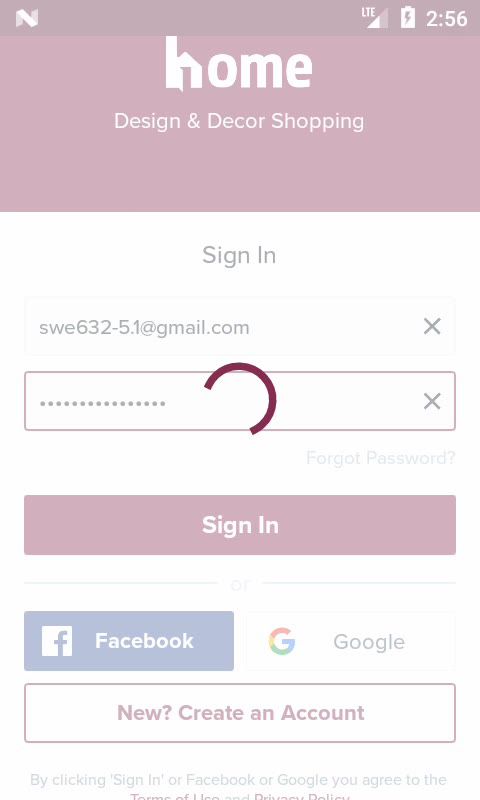 LTE 2:56
home
Design & Decor Shopping
Sign In
swe632-5.1@gmail.com
••••••••••••••••
Forgot Password?
Sign In
or
Facebook
Google
New? Create an Account
By clicking 'Sign In' or Facebook or Google you agree to the
Terms of Use and Privacy Policy